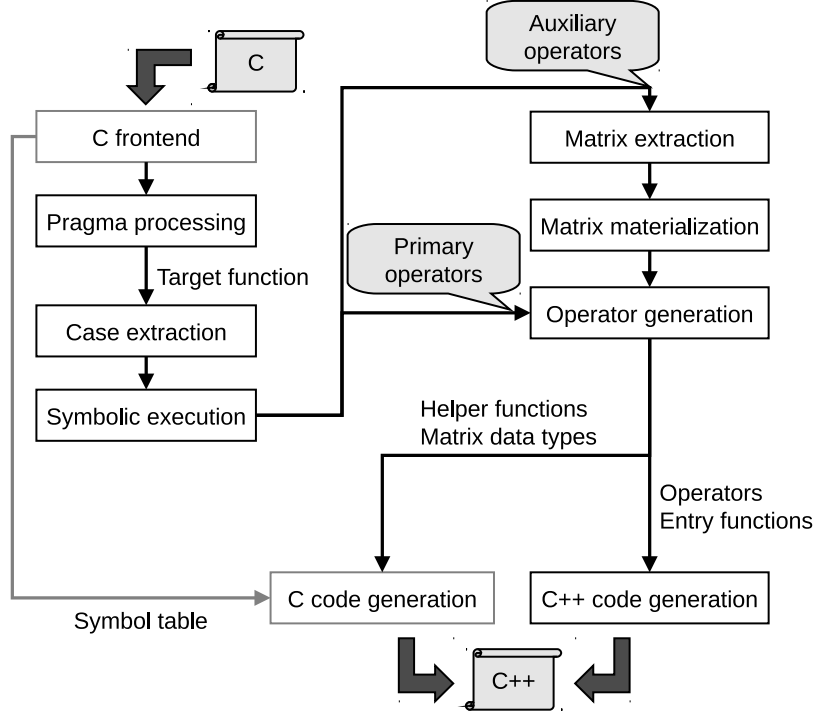 Auxiliary
operators
C
C frontend
Matrix extraction
Pragma processing
Matrix materialization
Primary
operators
Target function
Case extraction
Operator generation
Symbolic execution
Helper functions
Matrix data types
Operators
Entry functions
C code generation
C++ code generation
Symbol table
C++